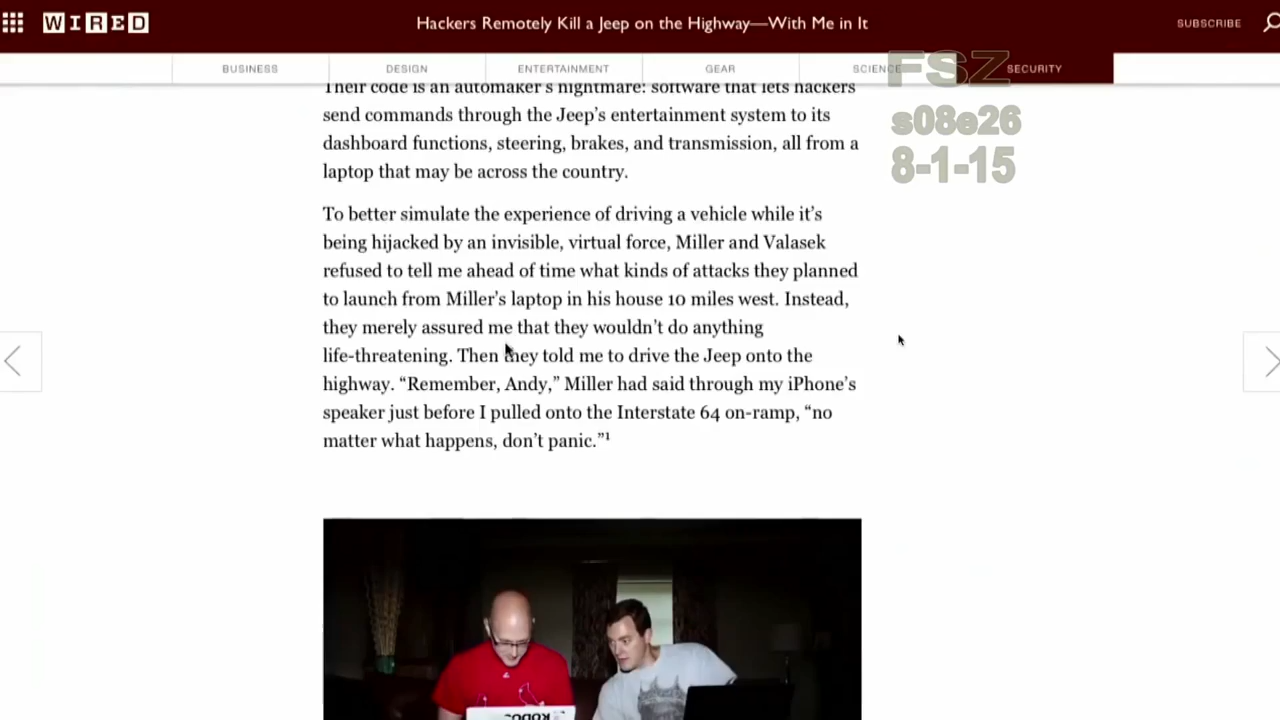 WIRED
Hackers Remotely Kill a Jeep on the Highway—With Me in It
SUBSCRIBE
BUSINESS
DESIGN
ENTERTAINMENT
GEAR
SCIENCE
SECURITY
FSZ
s08e26
8-1-15
Their code is an automaker's nightmare: software that lets hackers
send commands through the Jeep’s entertainment system to its
dashboard functions, steering, brakes, and transmission, all from a
laptop that may be across the country.
To better simulate the experience of driving a vehicle while it’s
being hijacked by an invisible, virtual force, Miller and Valasek
refused to tell me ahead of time what kinds of attacks they planned
to launch from Miller’s laptop in his house 10 miles west. Instead,
they merely assured me that they wouldn’t do anything
life-threatening. Then they told me to drive the Jeep onto the
highway. “Remember, Andy,” Miller had said through my iPhone’s
speaker just before I pulled onto the Interstate 64 on-ramp, “no
matter what happens, don’t panic.”¹